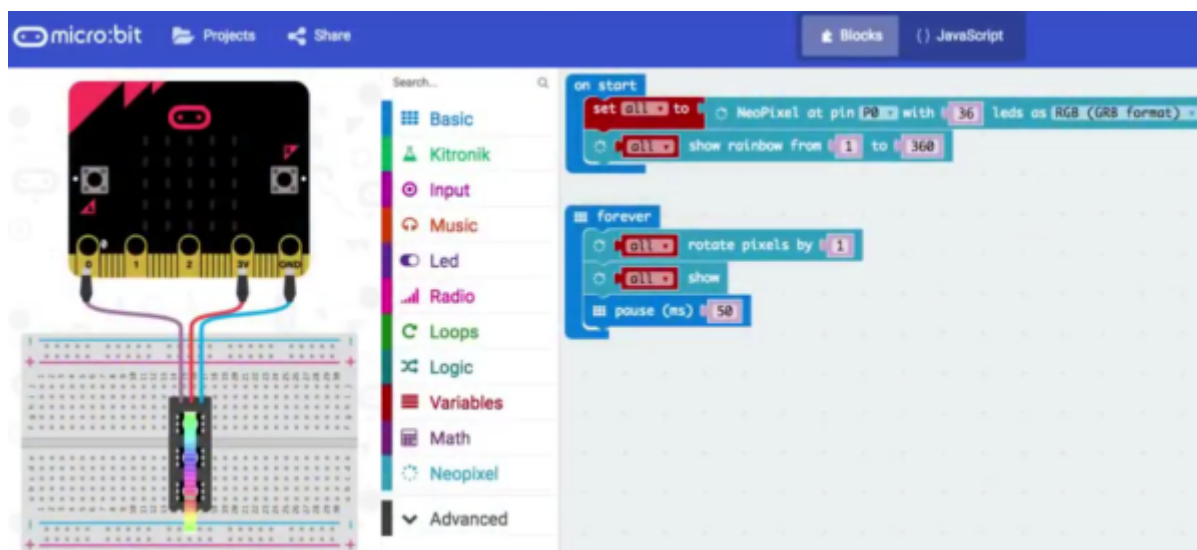 micro:bit Projects Share Blocks {} JavaScript
Search...
Basic
Kitronik
Input
Music
Led
Radio
Loops
Logic
Variables
Math
Neopixel
Advanced
0 1 2 3V GND
on start
set all to NeoPixel at pin P0 with 36 leds as RGB (GRB format)
all show rainbow from 1 to 360
forever
all rotate pixels by 1
all show
pause (ms) 50